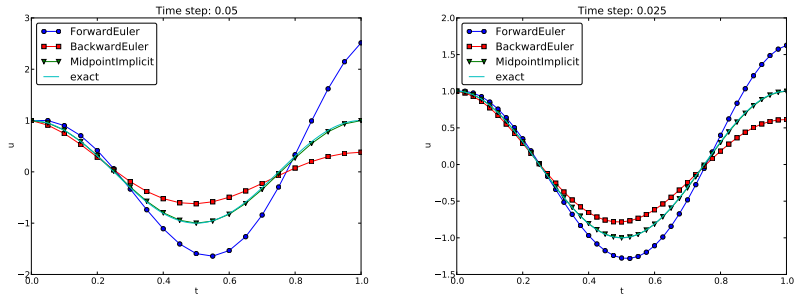 Time step: 0.05
ForwardEuler
BackwardEuler
MidpointImplicit
exact
3
2
1
0
−1
−2
u
0.0 0.2 0.4 0.6 0.8 1.0
t
Time step: 0.025
ForwardEuler
BackwardEuler
MidpointImplicit
exact
2.0
1.5
1.0
0.5
0.0
−0.5
−1.0
−1.5
u
0.0 0.2 0.4 0.6 0.8 1.0
t